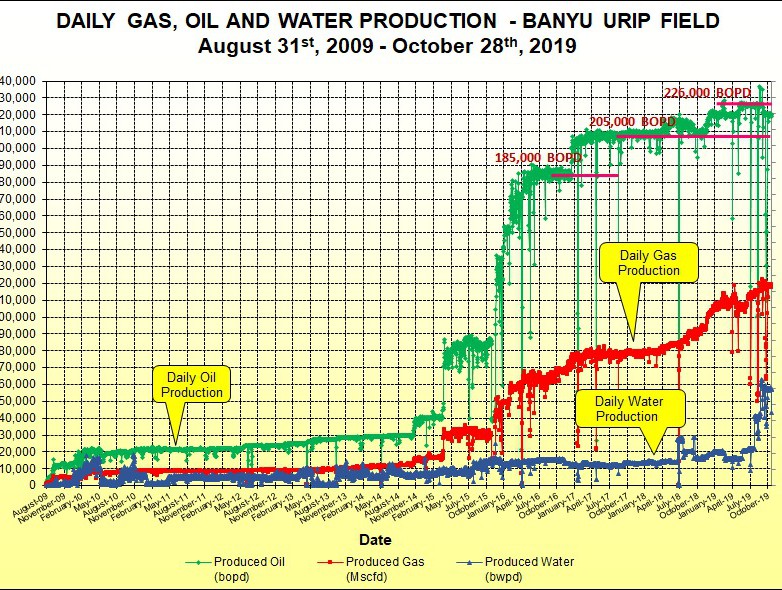 DAILY GAS, OIL AND WATER PRODUCTION - BANYU URIP FIELD
August 31st, 2009 - October 28th, 2019
40,000
30,000
20,000
10,000
00,000
90,000
80,000
70,000
60,000
50,000
40,000
30,000
20,000
10,000
00,000
90,000
80,000
70,000
60,000
50,000
40,000
30,000
20,000
10,000
0
185,000 BOPD
205,000 BOPD
226,000 BOPD
Daily Oil
Production
Daily Gas
Production
Daily Water
Production
August-09
November-09
February-10
May-10
August-10
November-10
February-11
May-11
August-11
November-11
February-12
May-12
August-12
November-12
February-13
May-13
August-13
November-13
February-14
May-14
August-14
November-14
February-15
May-15
July-15
October-15
January-16
April-16
July-16
October-16
January-17
April-17
July-17
October-17
January-18
April-18
July-18
October-18
January-19
April-19
July-19
October-19
Date
Produced Oil
(bopd)
Produced Gas
(Mscfd)
Produced Water
(bwpd)